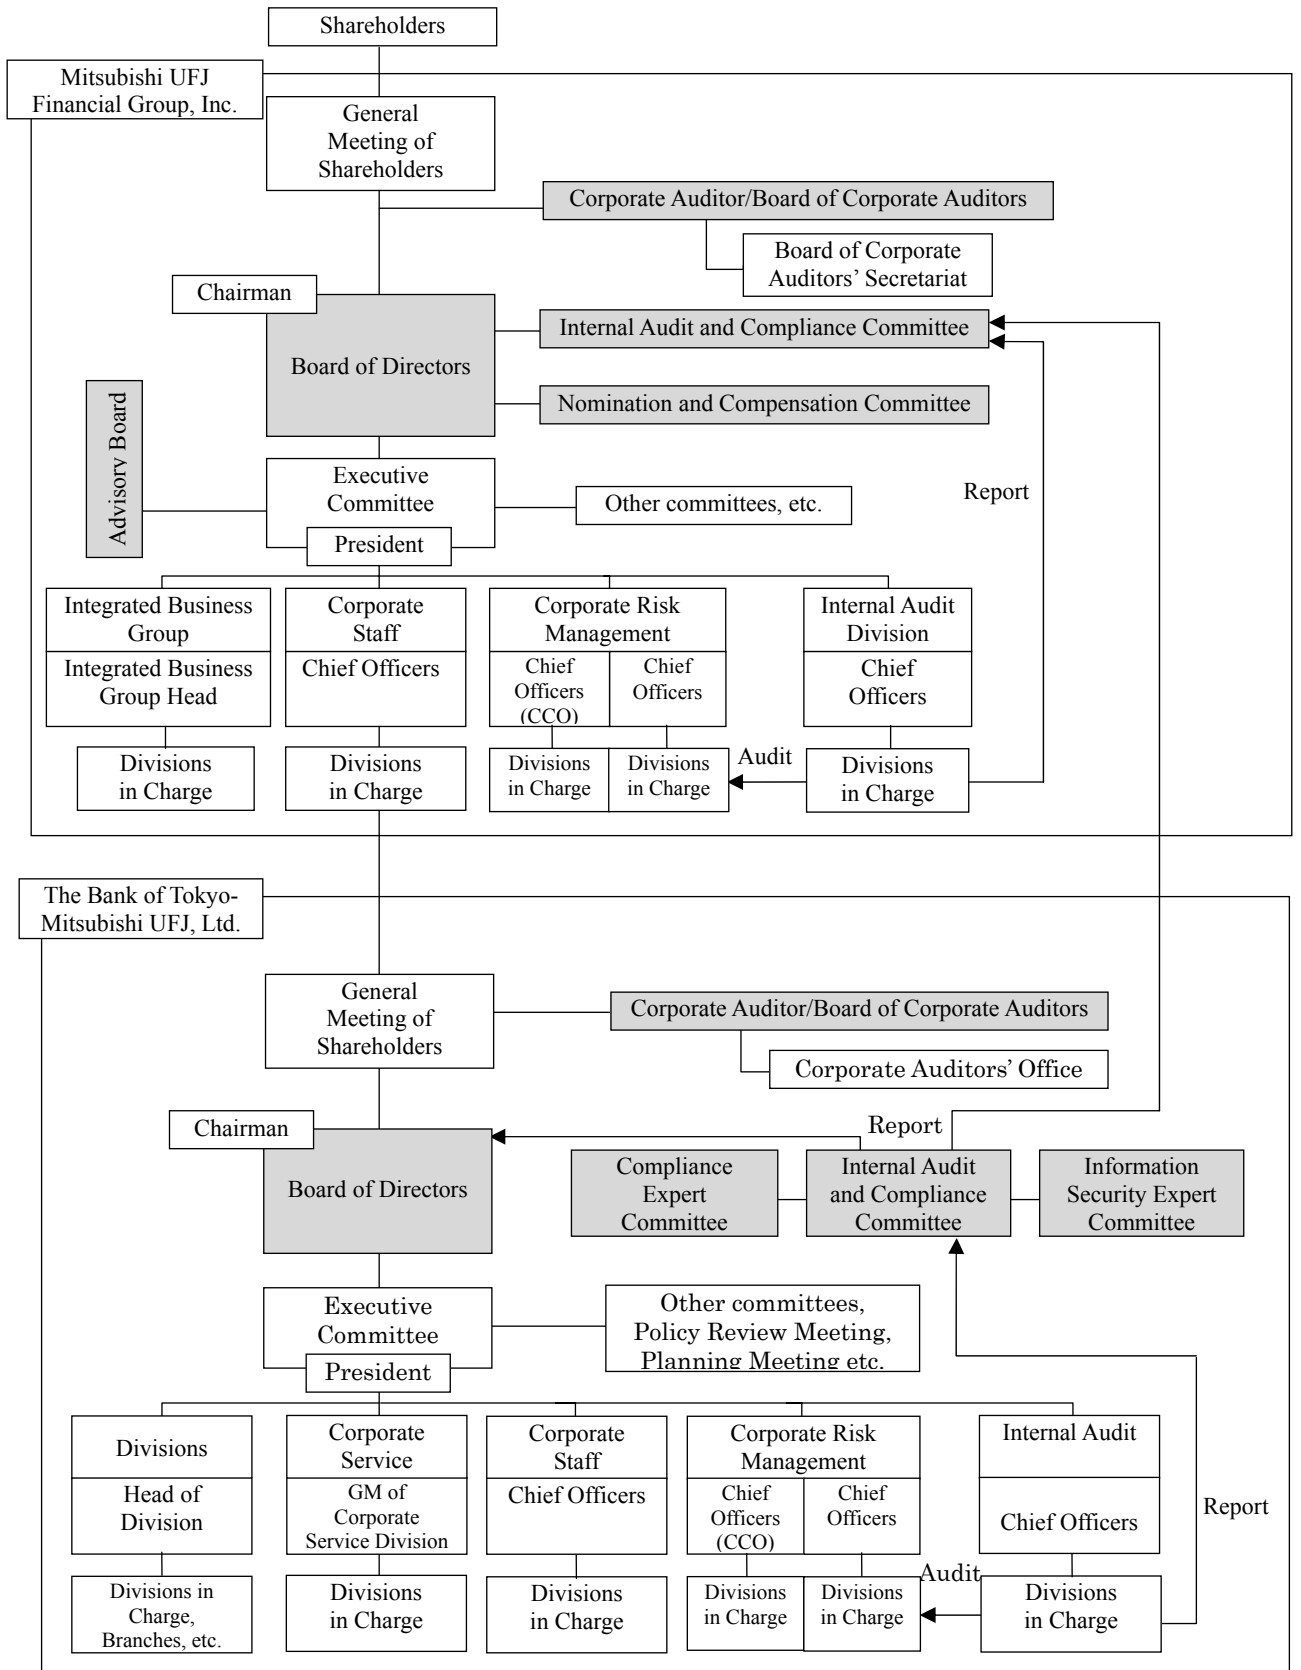 Shareholders
Mitsubishi UFJ
Financial Group, Inc.
General
Meeting of
Shareholders
Corporate Auditor/Board of Corporate Auditors
Board of Corporate
Auditors’ Secretariat
Chairman
Board of Directors
Internal Audit and Compliance Committee
Nomination and Compensation Committee
Advisory Board
Executive
Committee
President
Other committees, etc.
Report
Integrated Business
Group
Integrated Business
Group Head
Divisions
in Charge
Corporate
Staff
Chief Officers
Divisions
in Charge
Corporate Risk
Management
Chief
Officers
(CCO)
Chief
Officers
Divisions
in Charge
Divisions
in Charge
Audit
Internal Audit
Division
Chief
Officers
Divisions
in Charge
The Bank of Tokyo-
Mitsubishi UFJ, Ltd.
General
Meeting of
Shareholders
Corporate Auditor/Board of Corporate Auditors
Corporate Auditors’ Office
Chairman
Board of Directors
Report
Compliance
Expert
Committee
Internal Audit
and Compliance
Committee
Information
Security Expert
Committee
Executive
Committee
President
Other committees,
Policy Review Meeting,
Planning Meeting etc.
Divisions
Head of
Division
Divisions in
Charge,
Branches, etc.
Corporate
Service
GM of
Corporate
Service Division
Divisions
in Charge
Corporate
Staff
Chief Officers
Divisions
in Charge
Corporate Risk
Management
Chief
Officers
(CCO)
Chief
Officers
Divisions
in Charge
Divisions
in Charge
Audit
Internal Audit
Chief Officers
Divisions
in Charge
Report